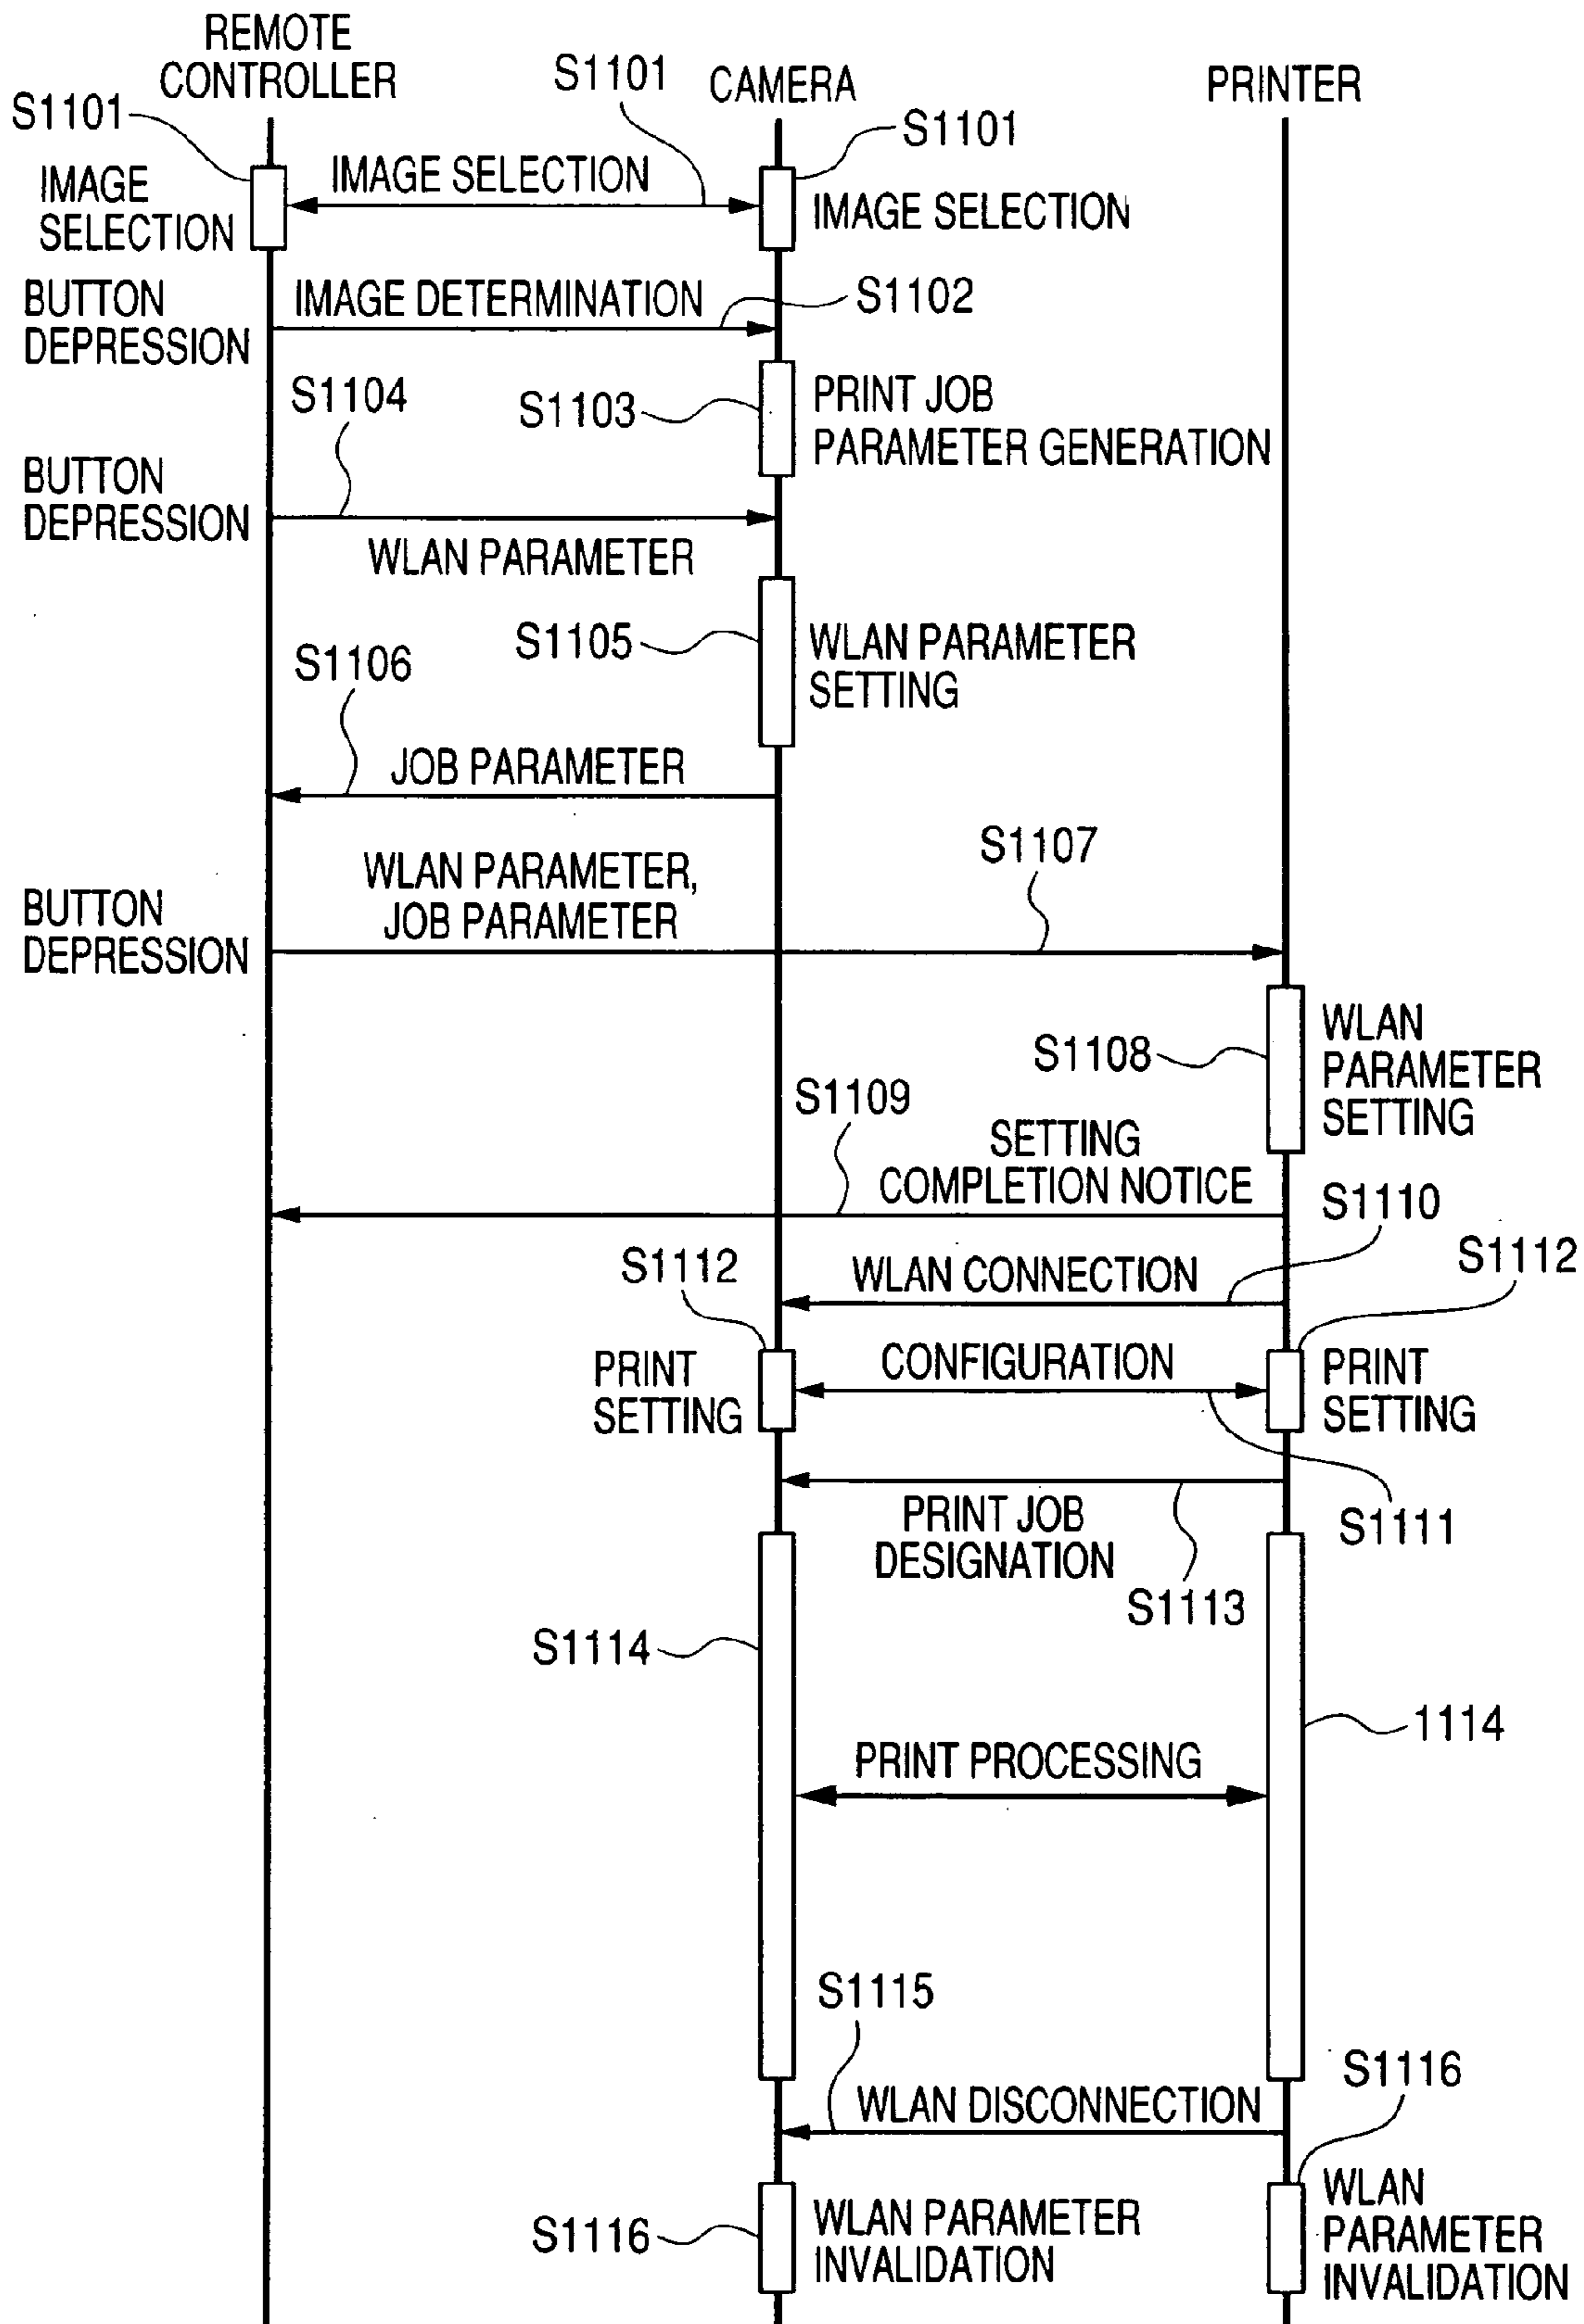 REMOTE
CONTROLLER
CAMERA
PRINTER
S1101
S1101
S1101
IMAGE
SELECTION
IMAGE SELECTION
IMAGE SELECTION
BUTTON
DEPRESSION
IMAGE DETERMINATION
S1102
S1104
S1103
PRINT JOB
PARAMETER GENERATION
BUTTON
DEPRESSION
WLAN PARAMETER
S1105
WLAN PARAMETER
SETTING
S1106
JOB PARAMETER
S1107
WLAN PARAMETER,
JOB PARAMETER
BUTTON
DEPRESSION
S1108
WLAN
PARAMETER
SETTING
S1109
SETTING
COMPLETION NOTICE
S1110
S1112
WLAN CONNECTION
S1112
PRINT
SETTING
CONFIGURATION
PRINT
SETTING
S1111
PRINT JOB
DESIGNATION
S1113
S1114
1114
PRINT PROCESSING
S1115
WLAN DISCONNECTION
S1116
S1116
WLAN PARAMETER
INVALIDATION
WLAN
PARAMETER
INVALIDATION